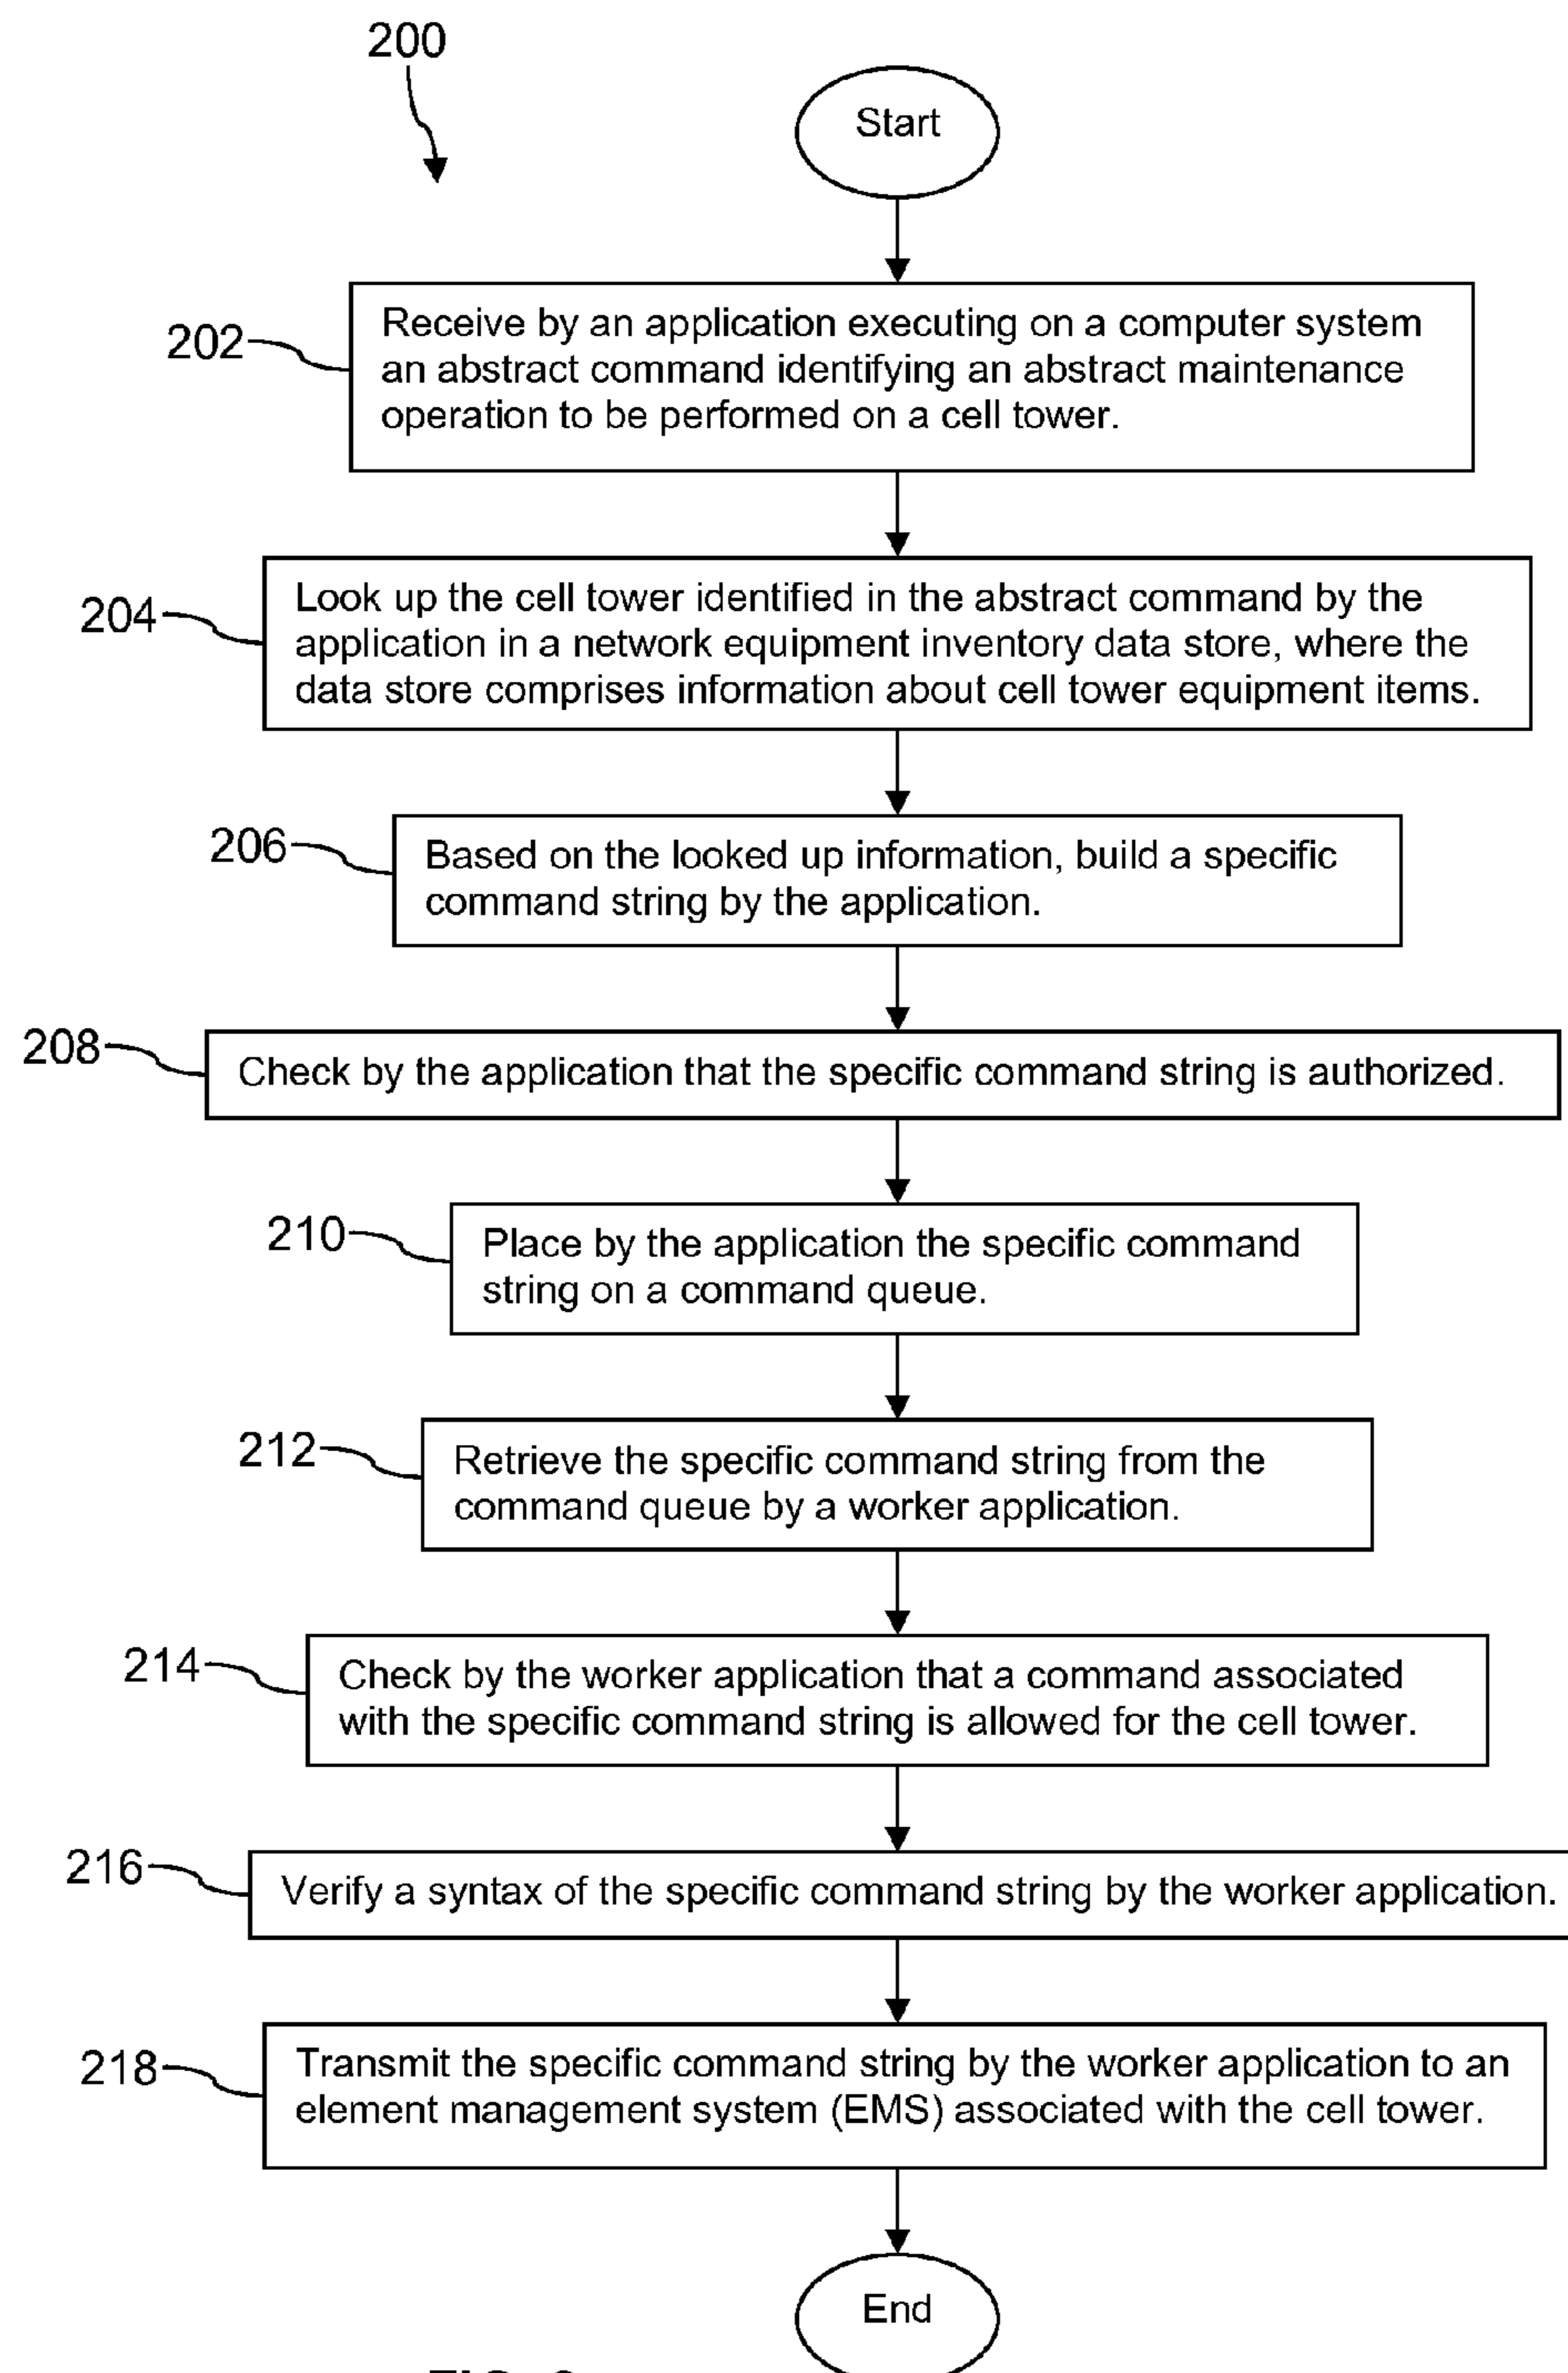 200
Start
202
Receive by an application executing on a computer system
an abstract command identifying an abstract maintenance
operation to be performed on a cell tower.
204
Look up the cell tower identified in the abstract command by the
application in a network equipment inventory data store, where the
data store comprises information about cell tower equipment items.
206
Based on the looked up information, build a specific
command string by the application.
208
Check by the application that the specific command string is authorized.
210
Place by the application the specific command
string on a command queue.
212
Retrieve the specific command string from the
command queue by a worker application.
214
Check by the worker application that a command associated
with the specific command string is allowed for the cell tower.
216
Verify a syntax of the specific command string by the worker application.
218
Transmit the specific command string by the worker application to an
element management system (EMS) associated with the cell tower.
End